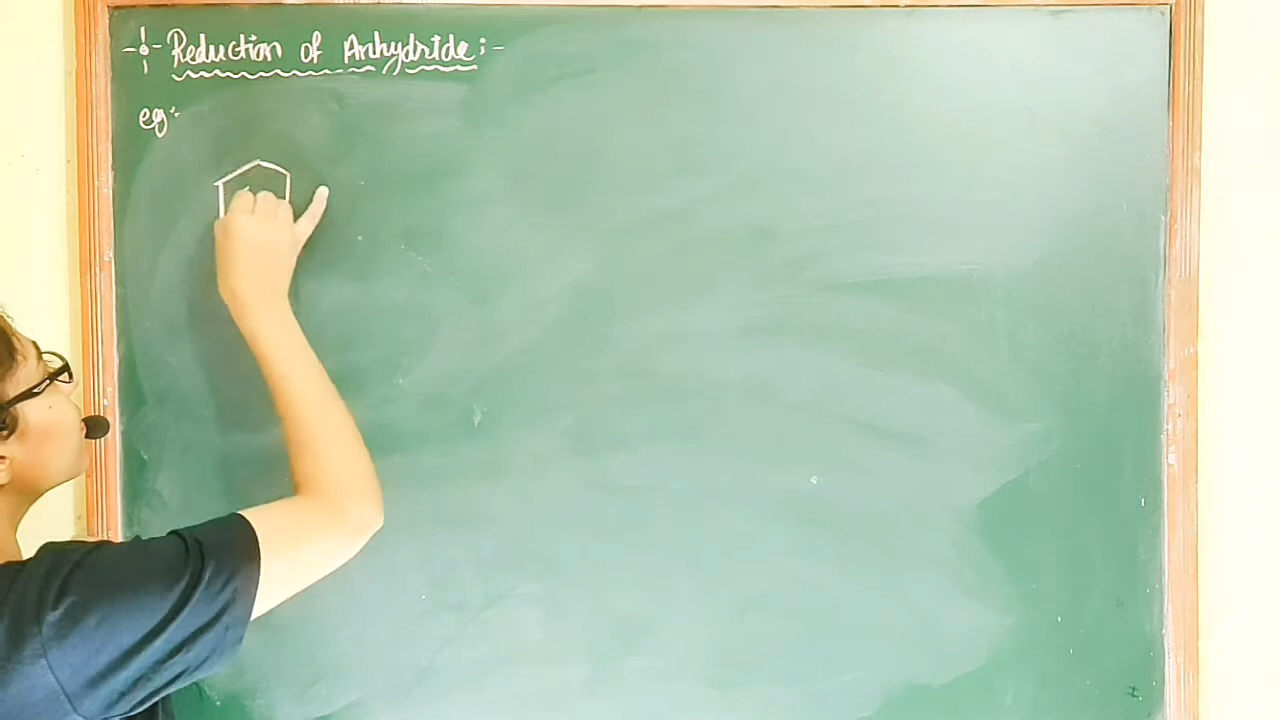 Reduction of Anhydride :-
eg:-